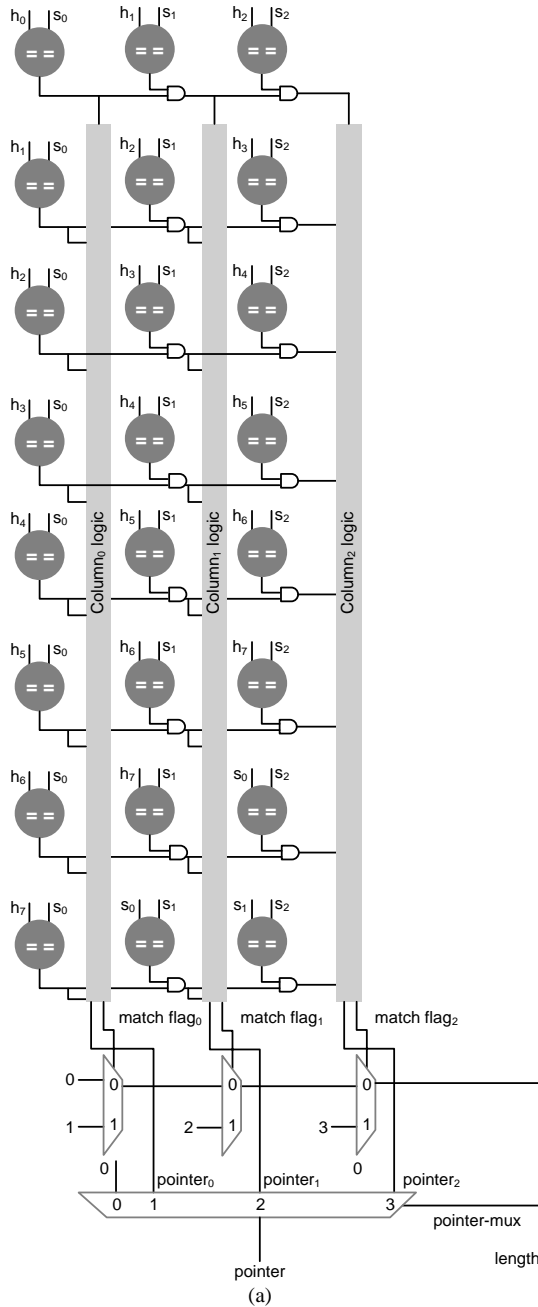 h0 s0 h1 s1 h2 s2
== == ==
h1 s0 h2 s1 h3 s2
== == ==
h2 s0 h3 s1 h4 s2
== == ==
h3 s0 h4 s1 h5 s2
== == ==
h4 s0 h5 s1 h6 s2
== == ==
Column0 logic Column1 logic Column2 logic
h5 s0 h6 s1 h7 s2
== == ==
h6 s0 h7 s1 s0 s2
== == ==
h7 s0 s0 s1 s1 s2
== == ==
match flag0 match flag1 match flag2
0 0 0 0
1 1 2 1 3 1
0 0
pointer0 pointer1 pointer2
0 1 2 3
pointer-mux
length
pointer
(a)